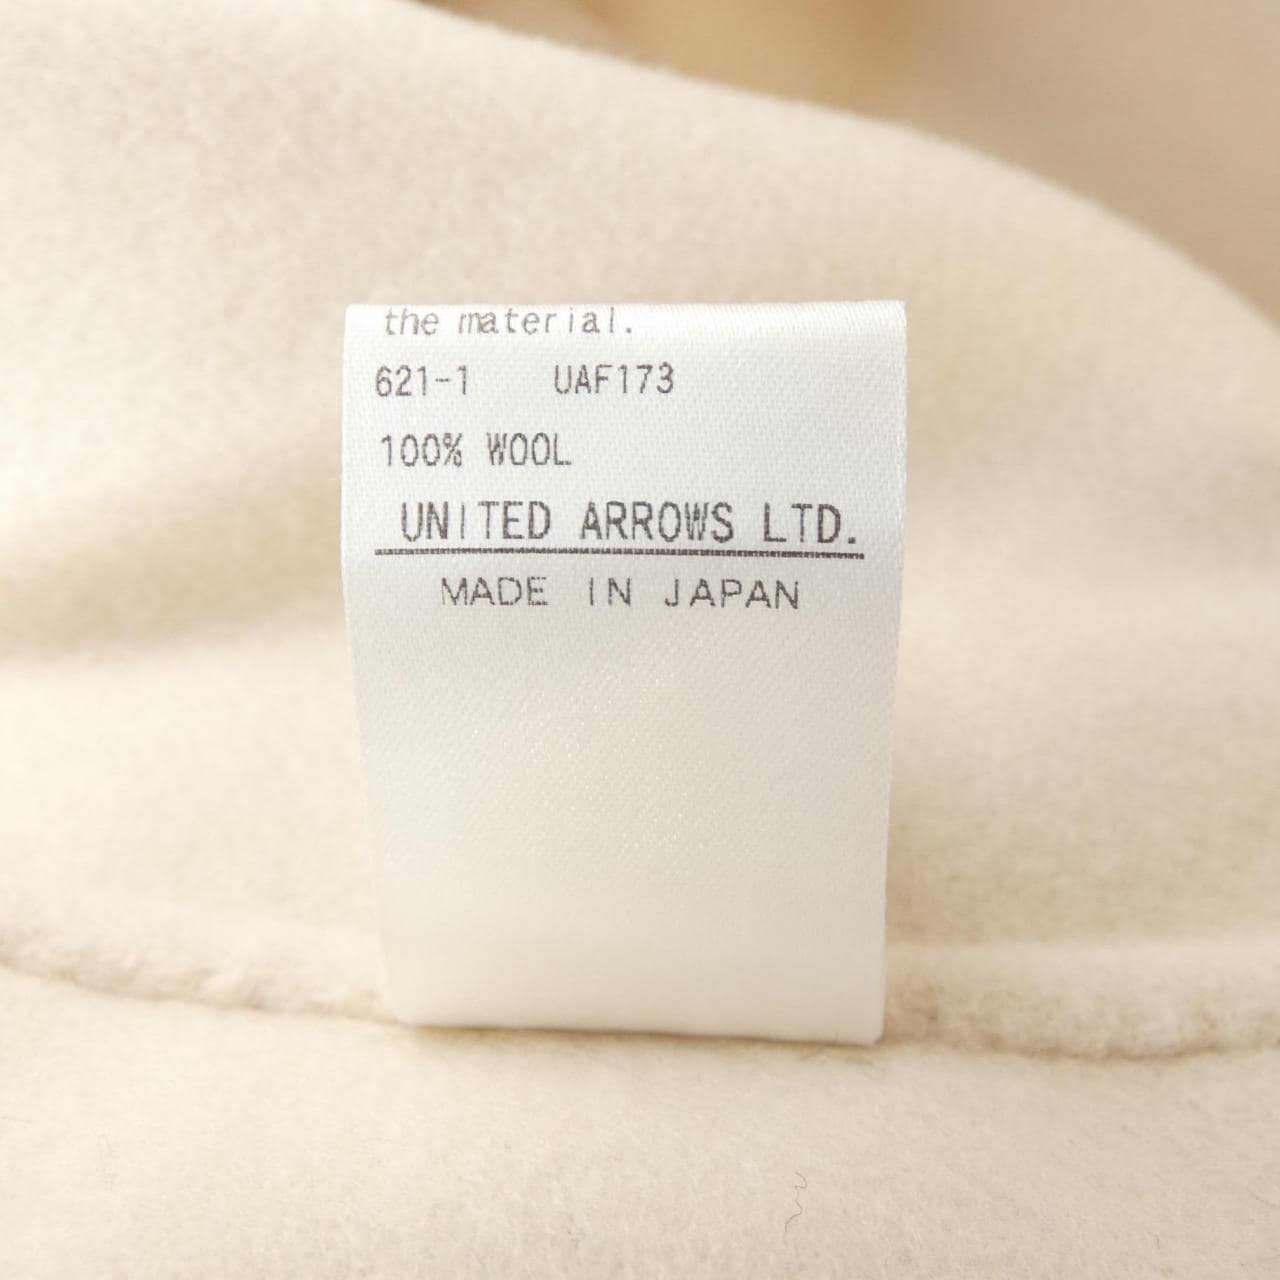 the material.
621-1 UAF173
100% WOOL
UNITED ARROWS LTD.
MADE IN JAPAN